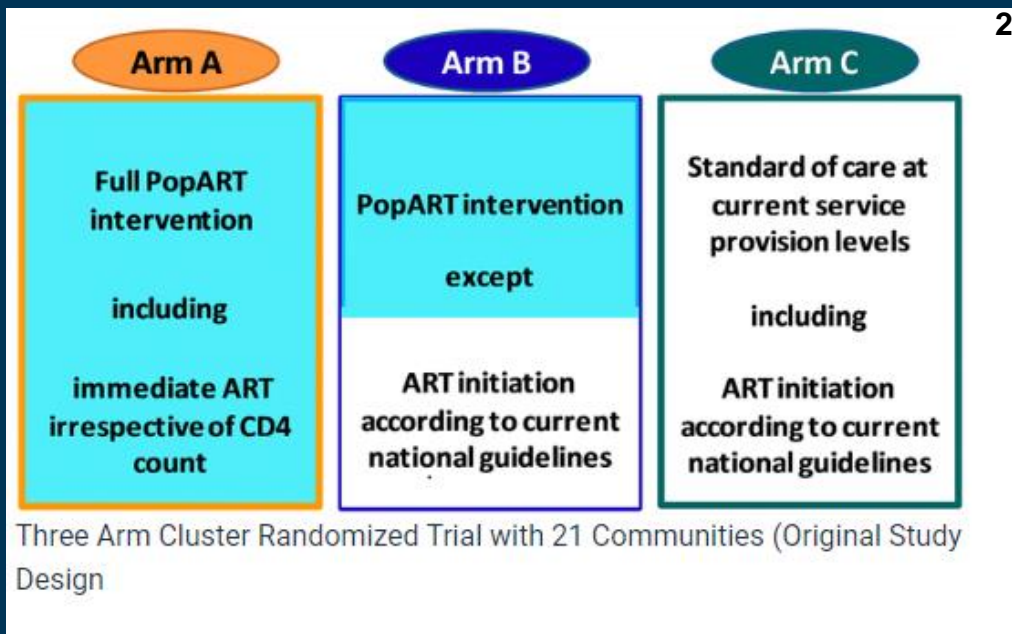 2
Arm A
Full PopART
intervention
including
immediate ART
irrespective of CD4
count
Arm B
PopART intervention
except
ART initiation
according to current
national guidelines
.
Arm C
Standard of care at
current service
provision levels
including
ART initiation
according to current
national guidelines
Three Arm Cluster Randomized Trial with 21 Communities (Original Study
Design